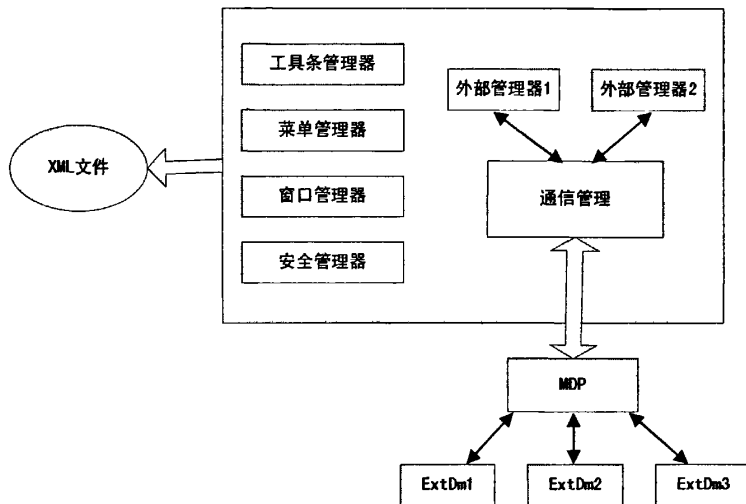 工具条管理器
外部管理器1
外部管理器2
菜单管理器
XML文件
窗口管理器
通信管理
安全管理器
MDP
ExtDm1
ExtDm2
ExtDm3